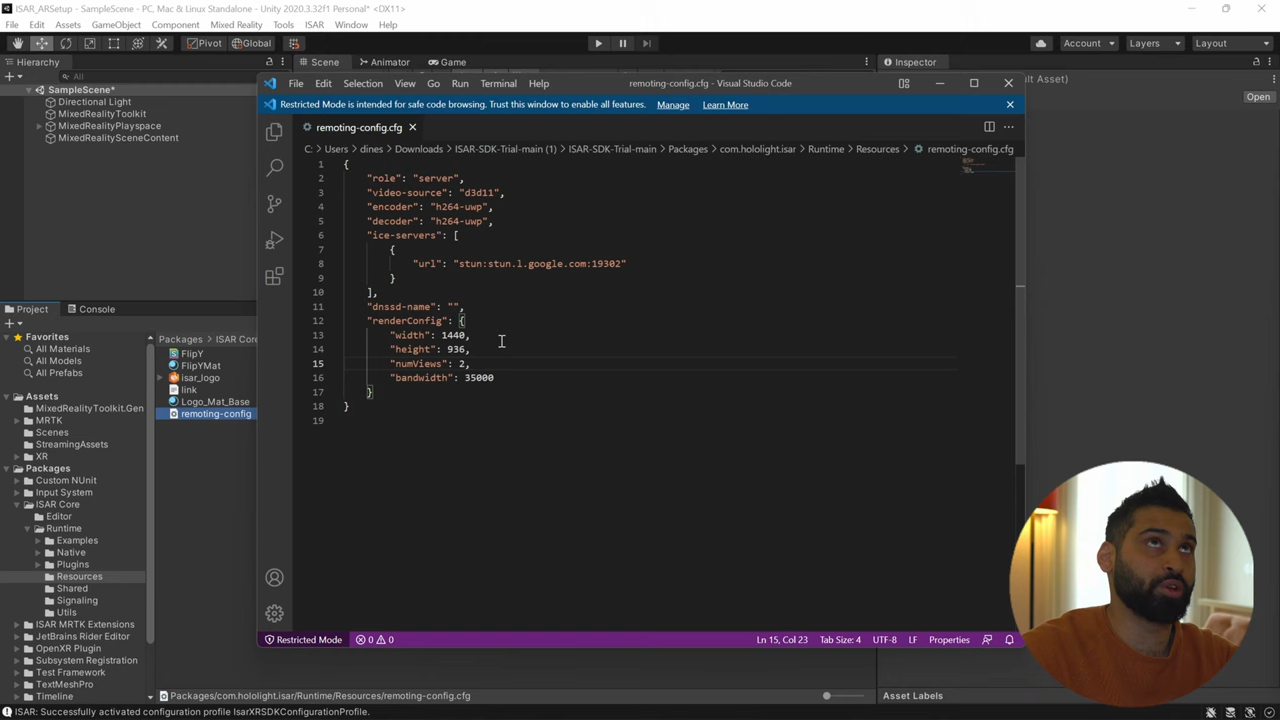 ISAR_ARSetup - SampleScene - PC, Mac & Linux Standalone - Unity 2020.3.32f1 Personal* <DX11>
File Edit Assets GameObject Component Mixed Reality Tools ISAR Window Help
Pivot Global Account Layers Layout
Hierarchy Scene Animator Game Inspector
All
SampleScene*
Directional Light
MixedRealityToolkit
MixedRealityPlayspace
MixedRealitySceneContent
Asset)
Open
File Edit Selection View Go Run Terminal Help remoting-config.cfg - Visual Studio Code
Restricted Mode is intended for safe code browsing. Trust this window to enable all features. Manage Learn More
remoting-config.cfg
C: > Users > dines > Downloads > ISAR-SDK-Trial-main (1) > ISAR-SDK-Trial-main > Packages > com.hololight.isar > Runtime > Resources > remoting-config.cfg
1 {
2 "role": "server",
3 "video-source": "d3d11",
4 "encoder": "h264-uwp",
5 "decoder": "h264-uwp",
6 "ice-servers": [
7 {
8 "url": "stun:stun.l.google.com:19302"
9 }
10 ],
11 "dnssd-name": "",
12 "renderConfig": {
13 "width": 1440,
14 "height": 936,
15 "numViews": 2,
16 "bandwidth": 35000
17 }
18 }
19
Restricted Mode 0 0 Ln 15, Col 23 Tab Size: 4 UTF-8 LF Properties
Project Console
Favorites
All Materials
All Models
All Prefabs
Assets
MixedRealityToolkit.Gen
MRTK
Scenes
StreamingAssets
XR
Packages
Custom NUnit
Input System
ISAR Core
Editor
Runtime
Examples
Native
Plugins
Resources
Shared
Signaling
Utils
ISAR MRTK Extensions
JetBrains Rider Editor
OpenXR Plugin
Subsystem Registration
Test Framework
TextMeshPro
Timeline
Packages > ISAR Core
FlipY
FlipYMat
isar_logo
link
Logo_Mat_Base
remoting-config
Packages/com.hololight.isar/Runtime/Resources/remoting-config.cfg
Asset Labels
ISAR: Successfully activated configuration profile IsarXRSDKConfigurationProfile.